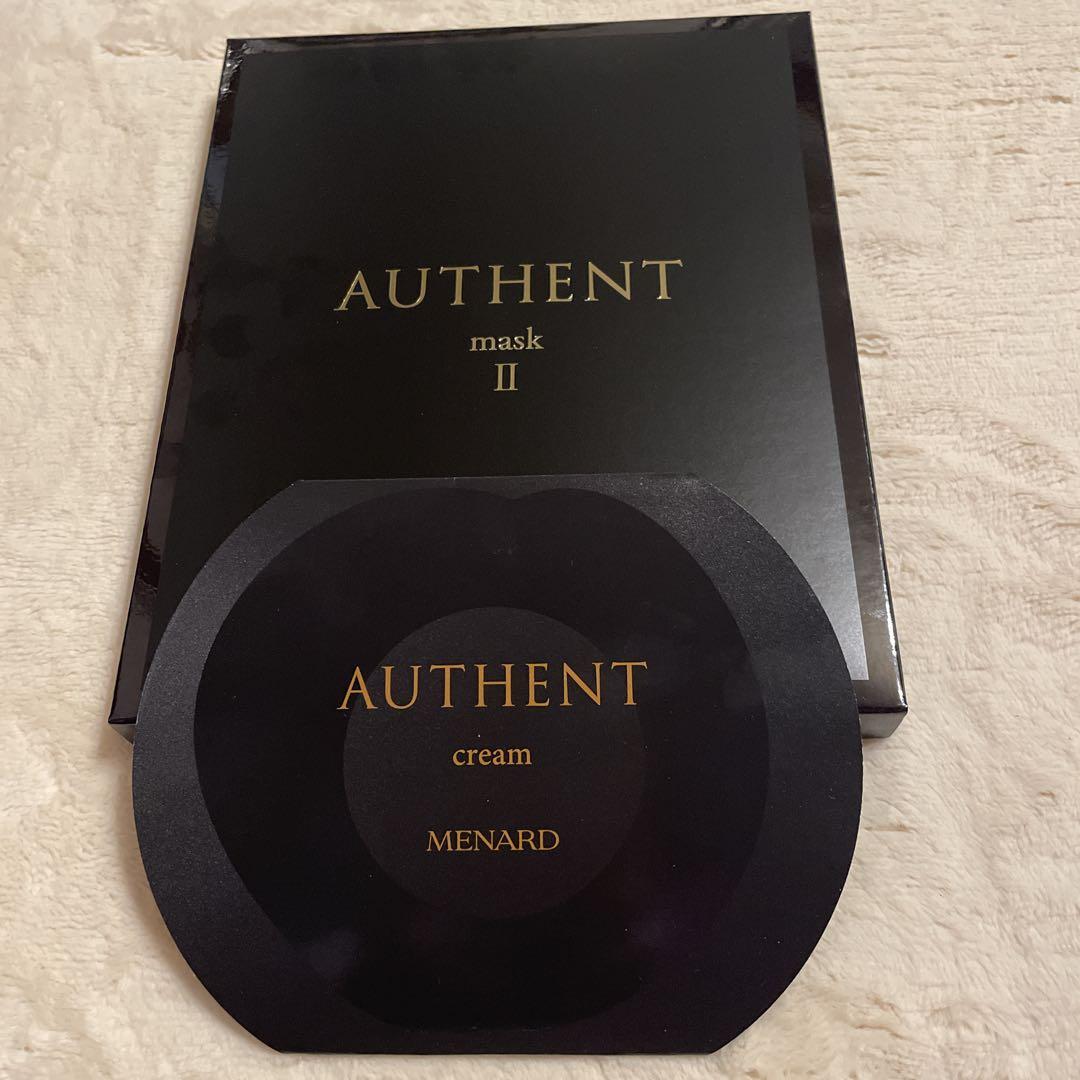 AUTHENT
mask
II
AUTHENT
cream
MENARD